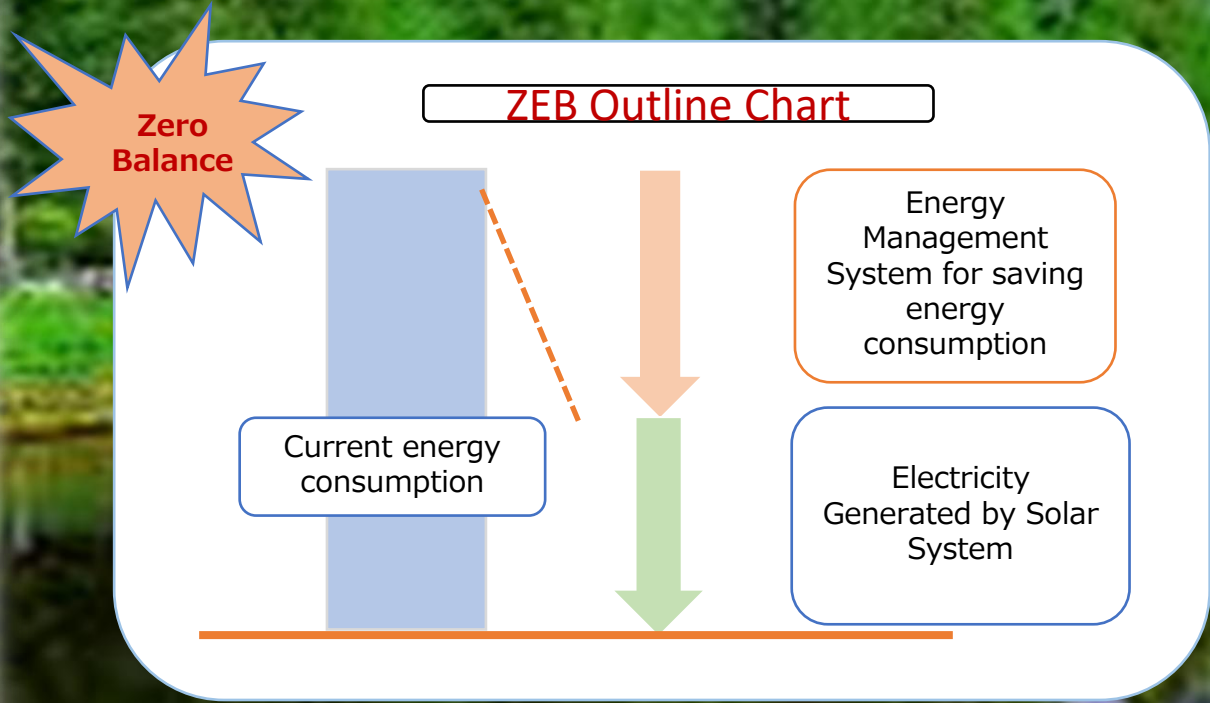 Zero
Balance
ZEB Outline Chart
Energy
Management
System for saving
energy
consumption
Current energy
consumption
Electricity
Generated by Solar
System